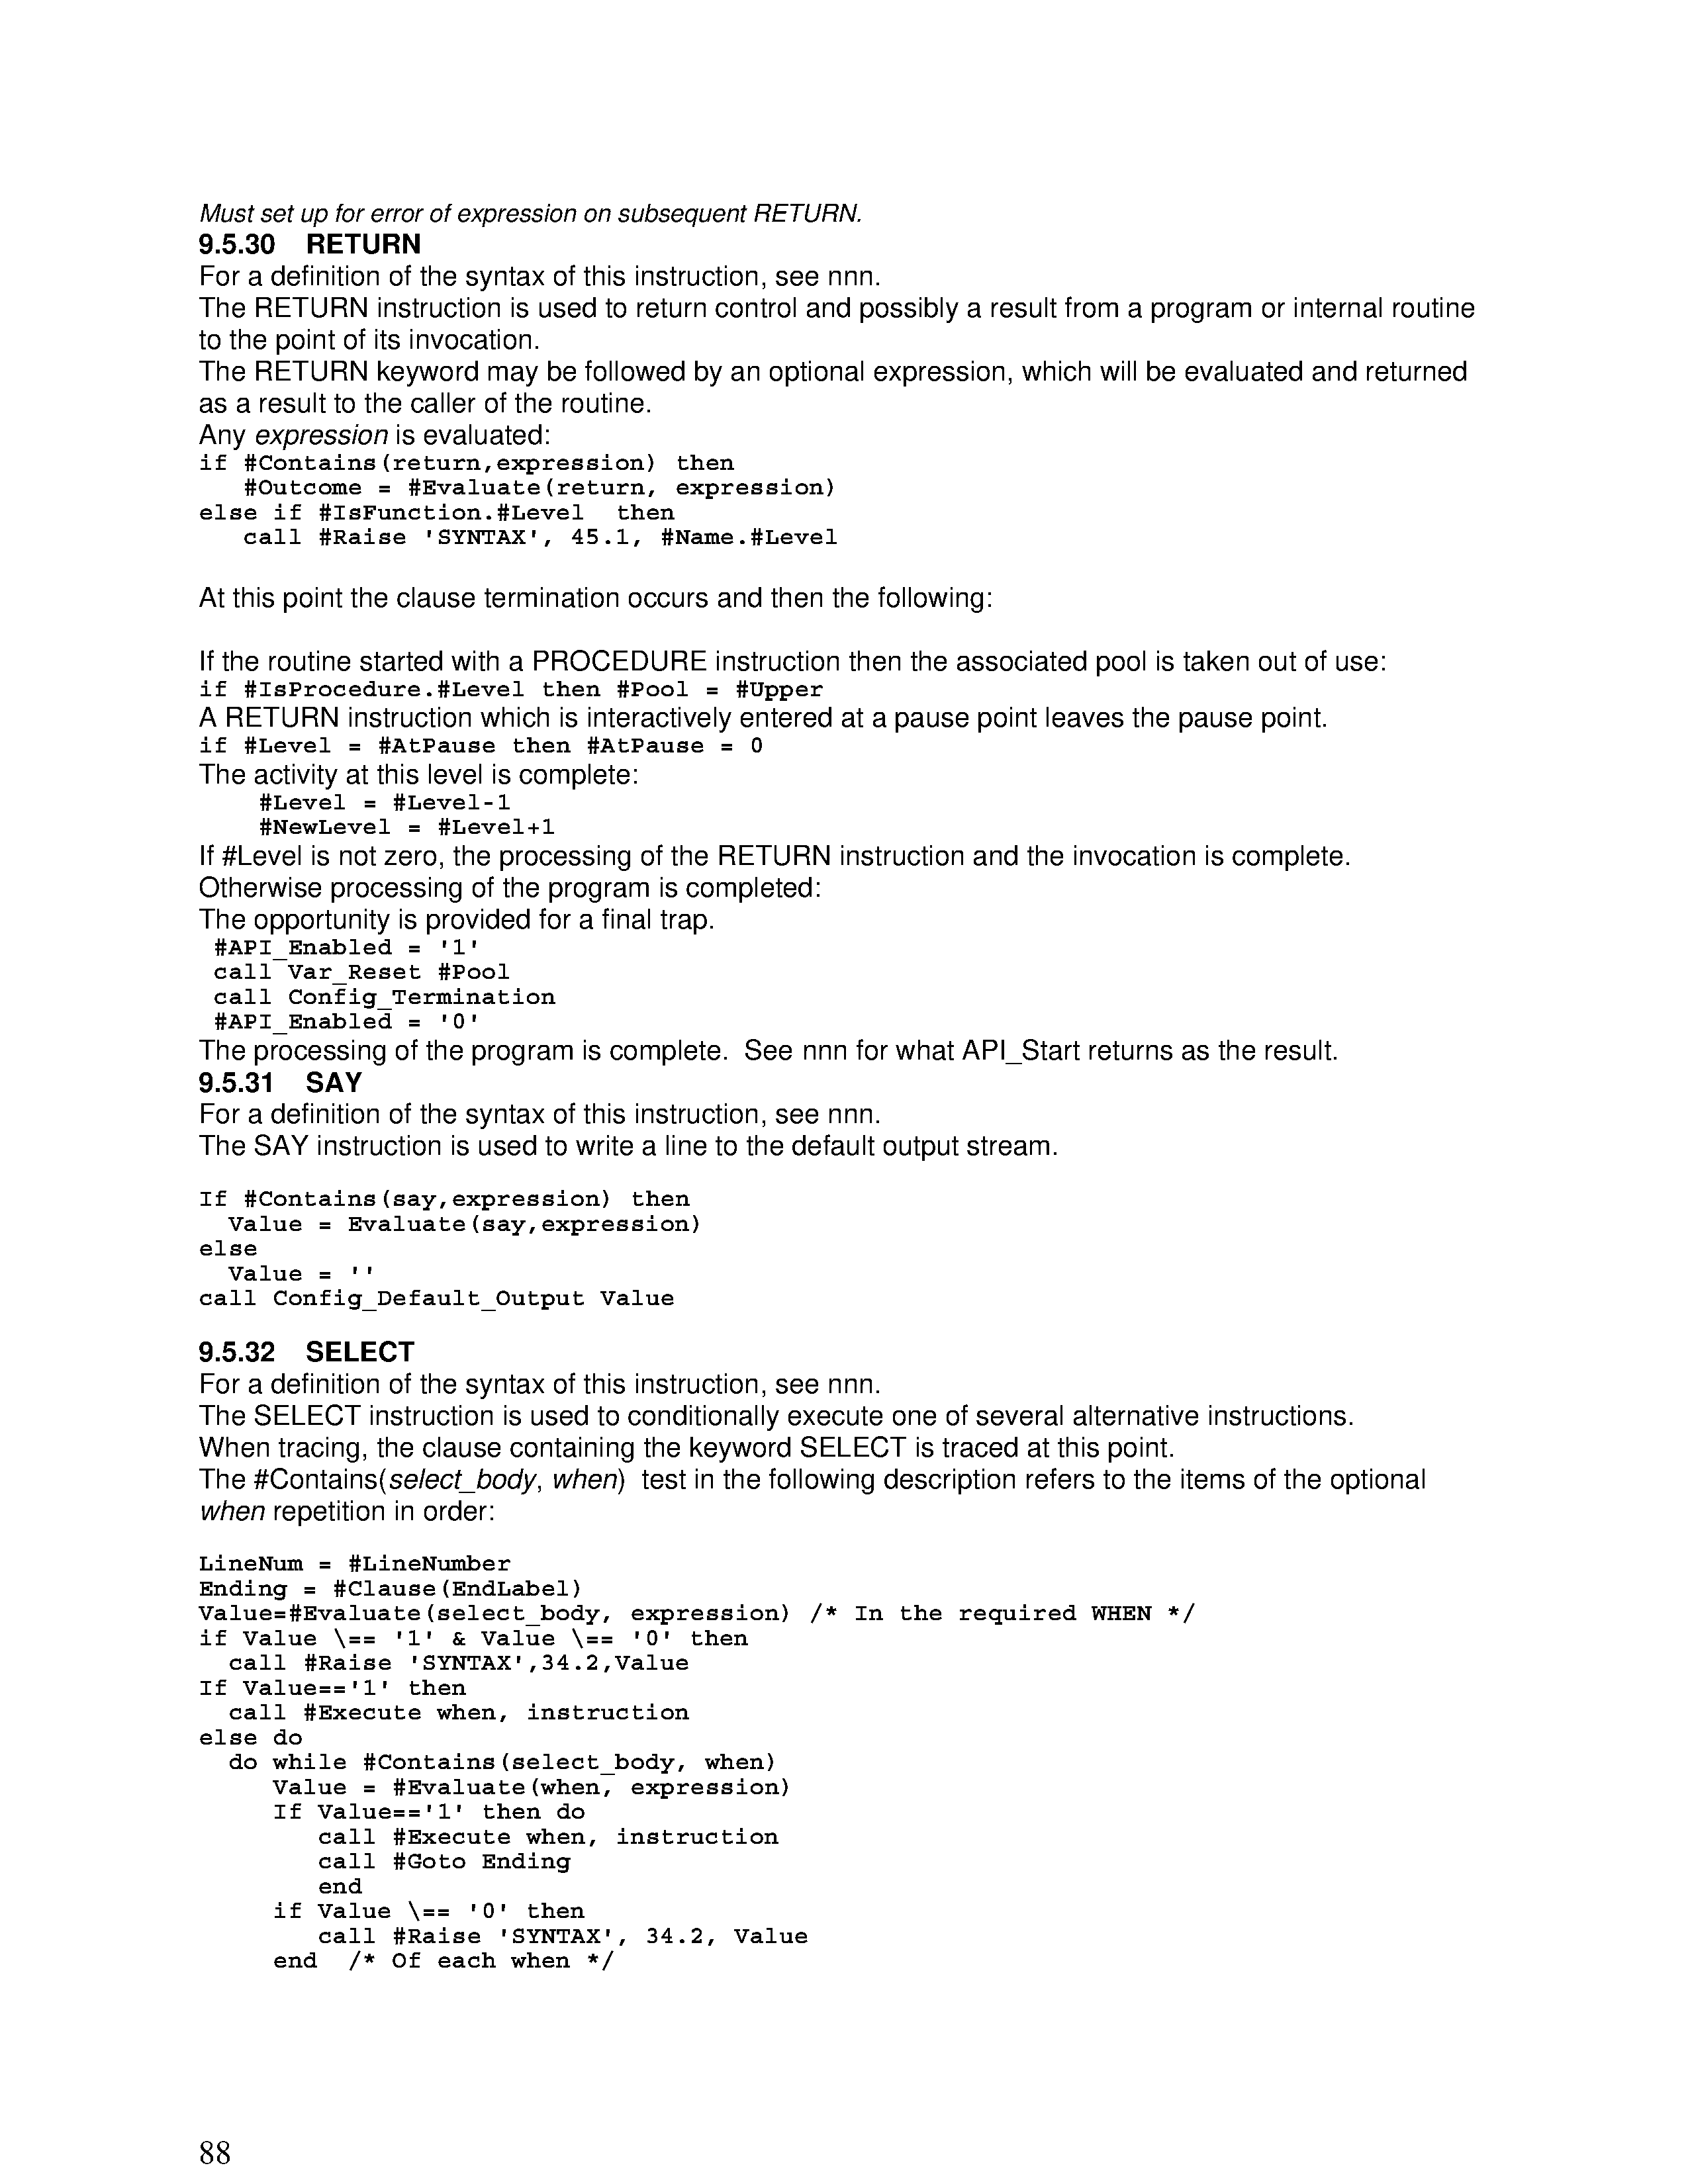 Must set up for error of expression on subsequent RETURN.
9.5.30 RETURN
For a definition of the syntax of this instruction, see nnn.
The RETURN instruction is used to return control and possibly a result from a program or internal routine
to the point of its invocation.
The RETURN keyword may be followed by an optional expression, which will be evaluated and returned
as a result to the caller of the routine.
Any expression is evaluated:
if #Contains(return,expression) then
   #Outcome = #Evaluate(return, expression)
else if #IsFunction.#Level  then
   call #Raise 'SYNTAX', 45.1, #Name.#Level
At this point the clause termination occurs and then the following:
If the routine started with a PROCEDURE instruction then the associated pool is taken out of use:
if #IsProcedure.#Level then #Pool = #Upper
A RETURN instruction which is interactively entered at a pause point leaves the pause point.
if #Level = #AtPause then #AtPause = 0
The activity at this level is complete:
    #Level = #Level-1
    #NewLevel = #Level+1
If #Level is not zero, the processing of the RETURN instruction and the invocation is complete.
Otherwise processing of the program is completed:
The opportunity is provided for a final trap.
 #API_Enabled = '1'
 call Var_Reset #Pool
 call Config_Termination
 #API_Enabled = '0'
The processing of the program is complete.  See nnn for what API_Start returns as the result.
9.5.31 SAY
For a definition of the syntax of this instruction, see nnn.
The SAY instruction is used to write a line to the default output stream.
If #Contains(say,expression) then
  Value = Evaluate(say,expression)
else
  Value = ''
call Config_Default_Output Value
9.5.32 SELECT
For a definition of the syntax of this instruction, see nnn.
The SELECT instruction is used to conditionally execute one of several alternative instructions.
When tracing, the clause containing the keyword SELECT is traced at this point.
The #Contains(select_body, when)  test in the following description refers to the items of the optional
when repetition in order:
LineNum = #LineNumber
Ending = #Clause(EndLabel)
Value=#Evaluate(select_body, expression) /* In the required WHEN */
if Value \== '1' & Value \== '0' then
  call #Raise 'SYNTAX',34.2,Value
If Value=='1' then
  call #Execute when, instruction
else do
  do while #Contains(select_body, when)
     Value = #Evaluate(when, expression)
     If Value=='1' then do
        call #Execute when, instruction
        call #Goto Ending
        end
     if Value \== '0' then
        call #Raise 'SYNTAX', 34.2, Value
     end  /* Of each when */
88